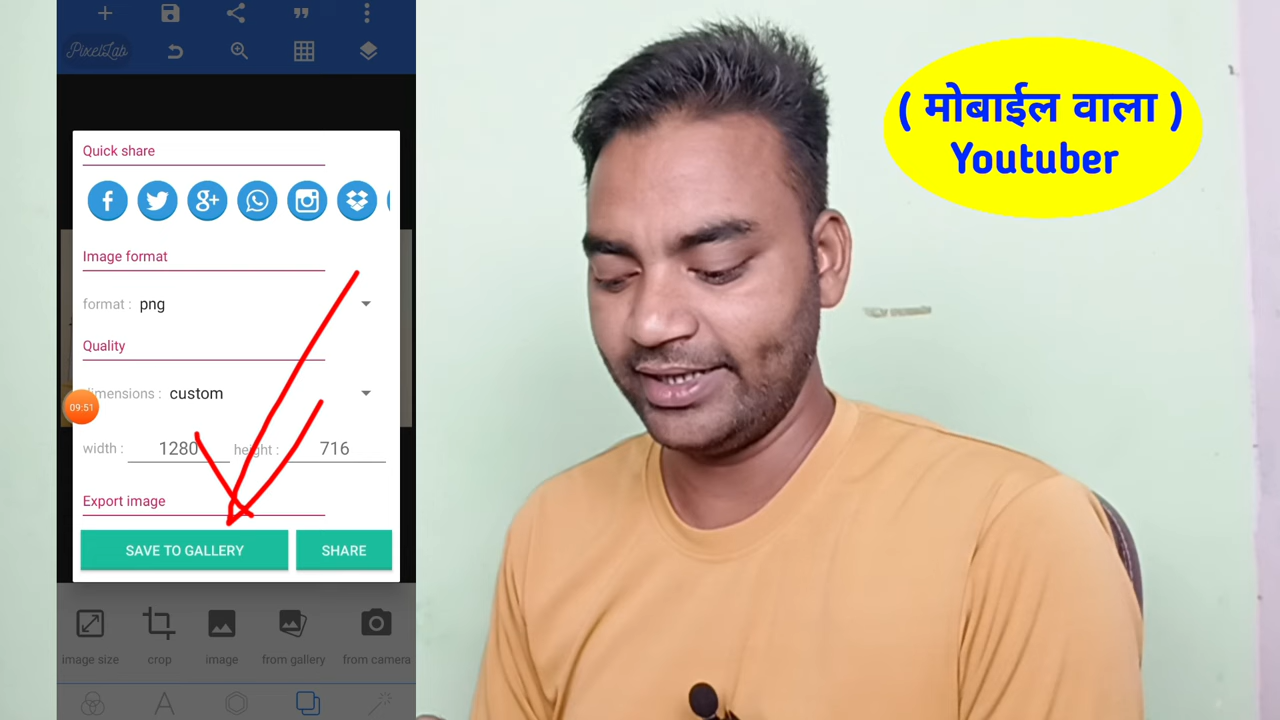 PixelLab
Quick share
Image format
format : png
Quality
dimensions : custom
09:51
width : 1280 height : 716
Export image
SAVE TO GALLERY SHARE
image size crop image from gallery from camera
( मोबाईल वाला )
Youtuber